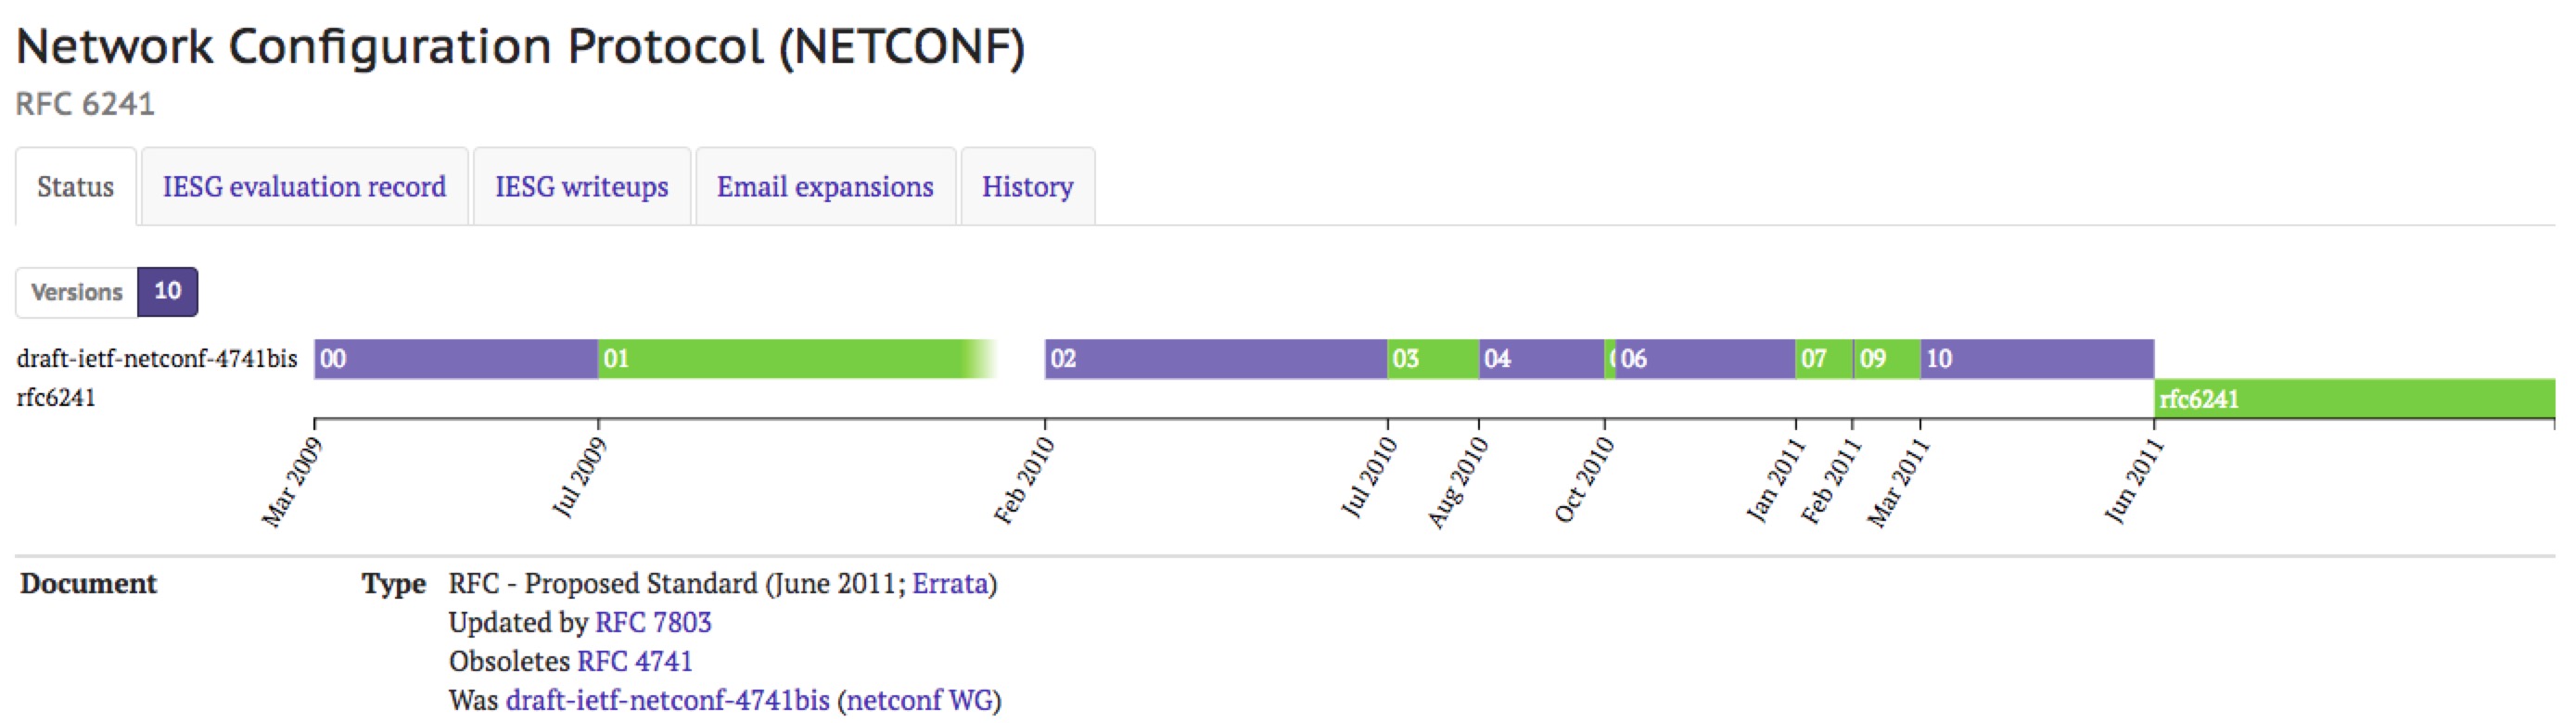 Network Configuration Protocol (NETCONF)
RFC 6241
Status IESG evaluation record IESG writeups Email expansions History
Versions 10
draft-ietf-netconf-4741bis 00 01 02 03 04 06 07 09 10
rfc6241 rfc6241
Mar 2009 Jul 2009 Feb 2010 Jul 2010 Aug 2010 Oct 2010 Jan 2011 Feb 2011 Mar 2011 Jun 2011
Document Type RFC - Proposed Standard (June 2011; Errata)
Updated by RFC 7803
Obsoletes RFC 4741
Was draft-ietf-netconf-4741bis (netconf WG)